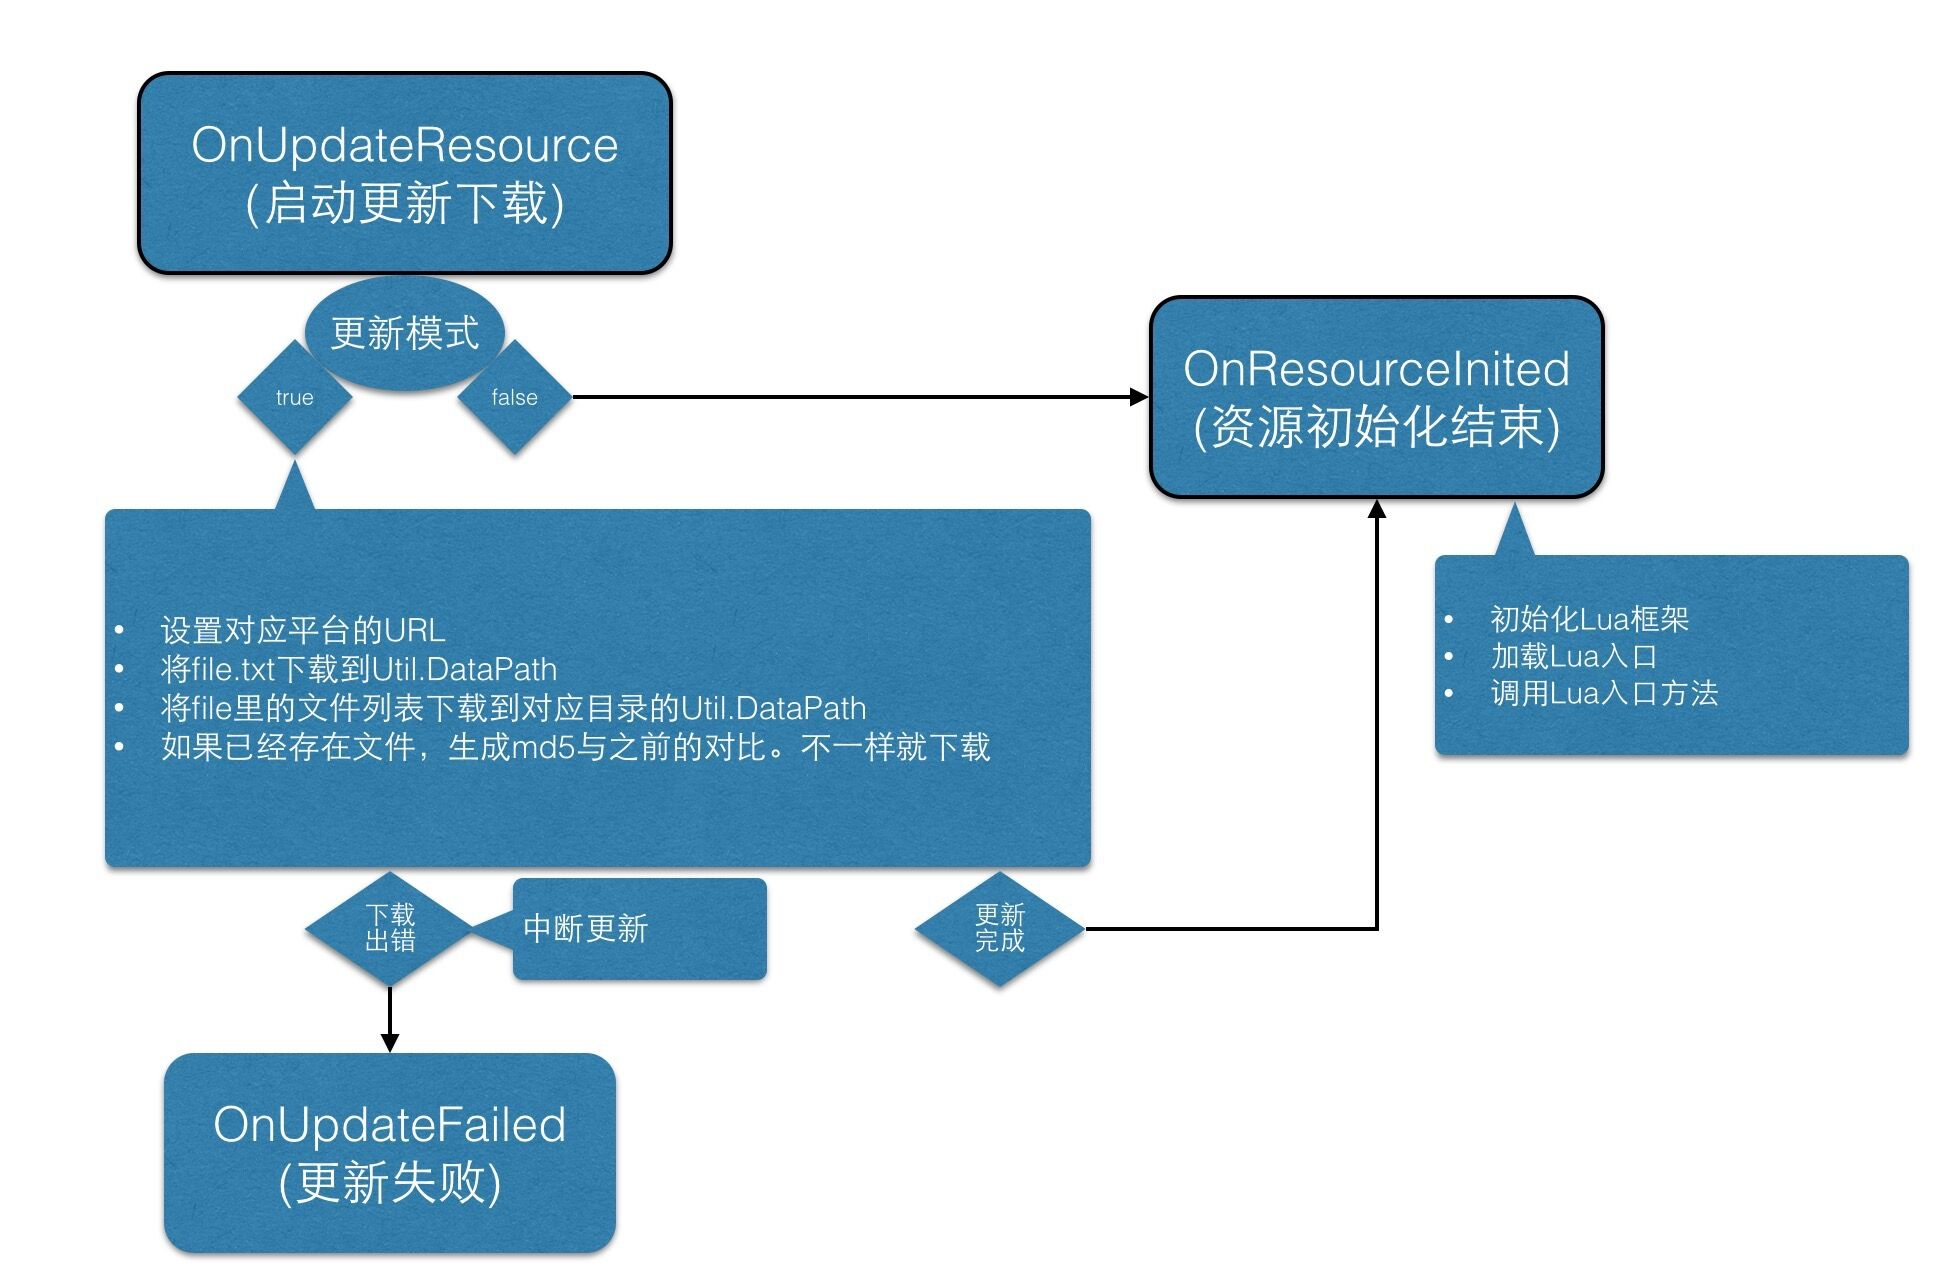 OnUpdateResource
(启动更新下载)
更新模式
true
false
OnResourceInited
(资源初始化结束)
• 设置对应平台的URL
• 将file.txt下载到Util.DataPath
• 将file里的文件列表下载到对应目录的Util.DataPath
• 如果已经存在文件，生成md5与之前的对比。不一样就下载
• 初始化Lua框架
• 加载Lua入口
• 调用Lua入口方法
下载
出错
中断更新
更新
完成
OnUpdateFailed
(更新失败)